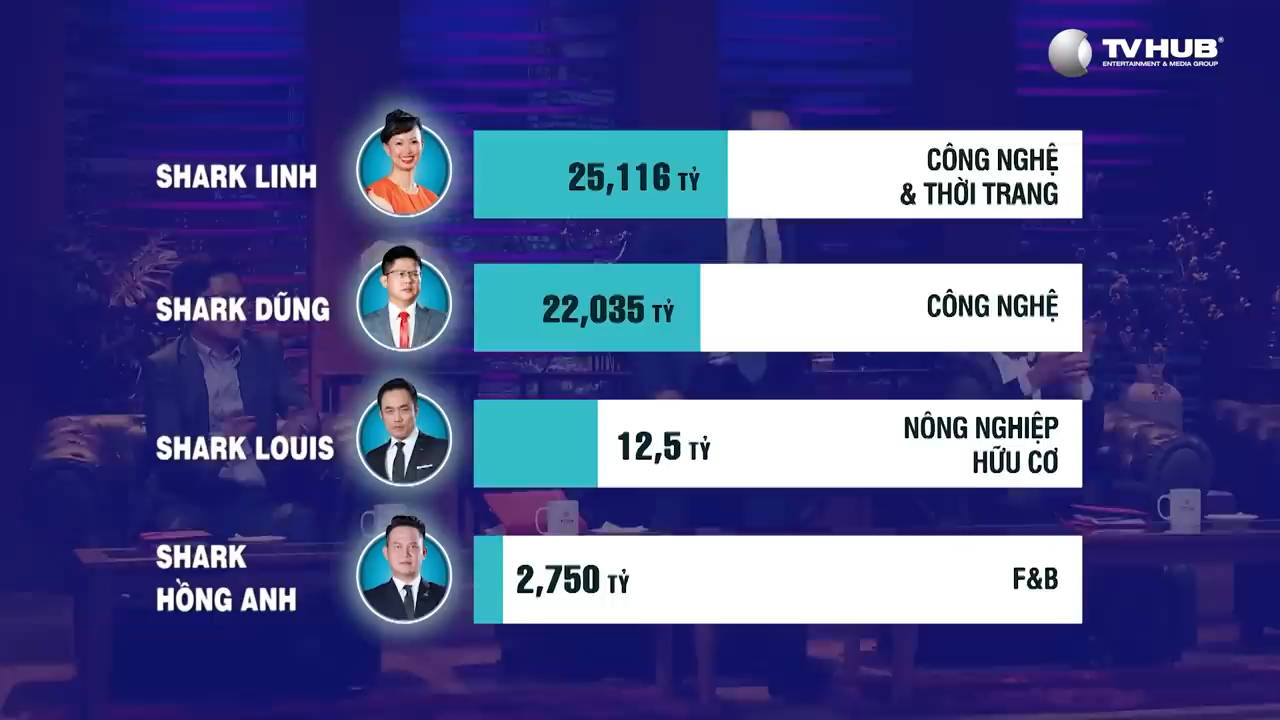 TV HUB®
ENTERTAINMENT & MEDIA GROUP
SHARK LINH
25,116 TỶ
CÔNG NGHỆ
& THỜI TRANG
SHARK DŨNG
22,035 TỶ
CÔNG NGHỆ
SHARK LOUIS
12,5 TỶ
NÔNG NGHIỆP
HỮU CƠ
SHARK
HỒNG ANH
2,750 TỶ
F&B